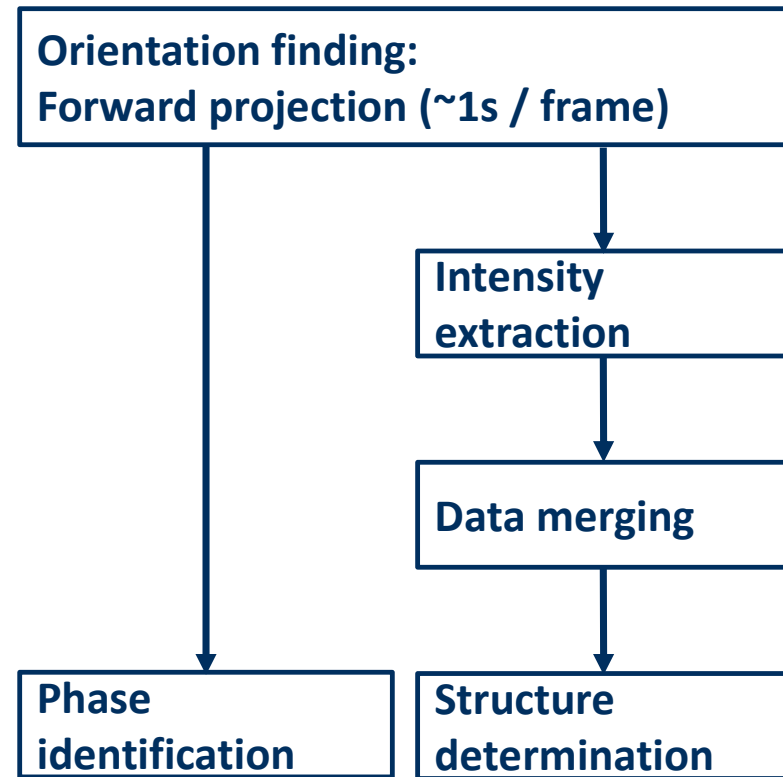 Orientation finding:
Forward projection (~1s / frame)
Intensity
extraction
Data merging
Phase
identification
Structure
determination